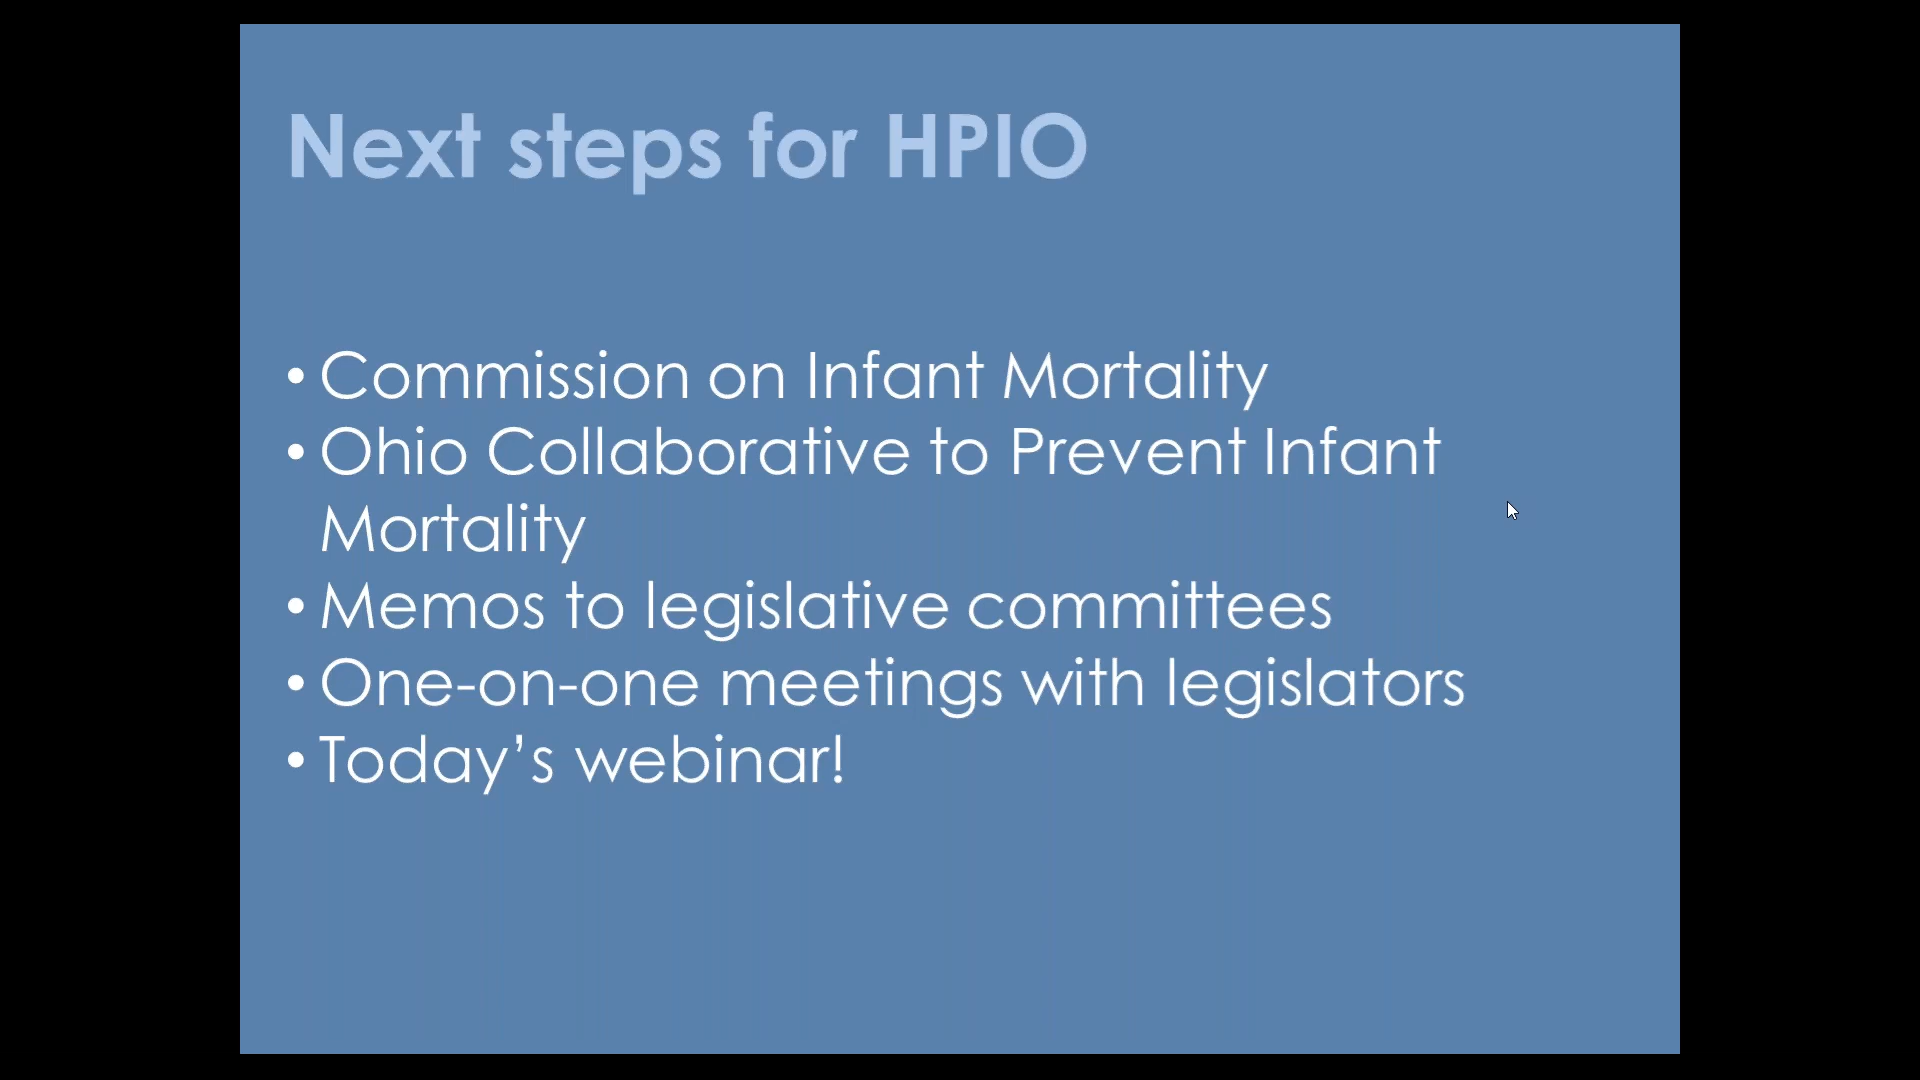 Next steps for HPIO
• Commission on Infant Mortality
• Ohio Collaborative to Prevent Infant
Mortality
• Memos to legislative committees
• One-on-one meetings with legislators
• Today’s webinar!